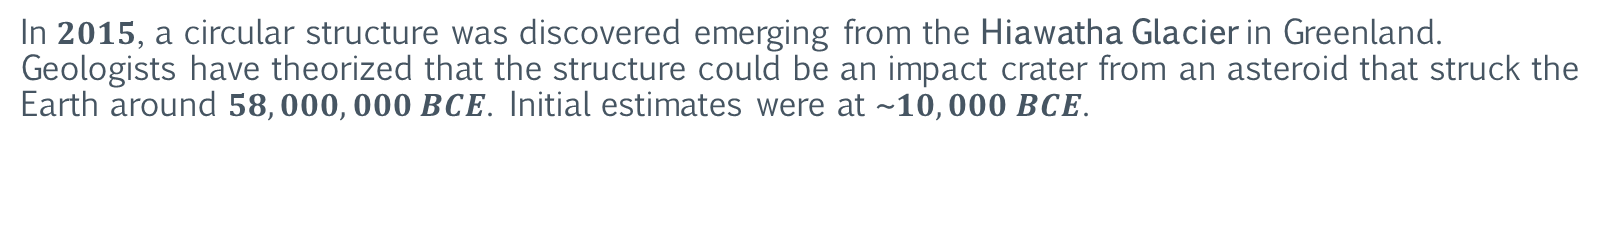 In 2015, a circular structure was discovered emerging from the Hiawatha Glacier in Greenland.
Geologists have theorized that the structure could be an impact crater from an asteroid that struck the
Earth around 58,000,000 BCE. Initial estimates were at ~10,000 BCE.